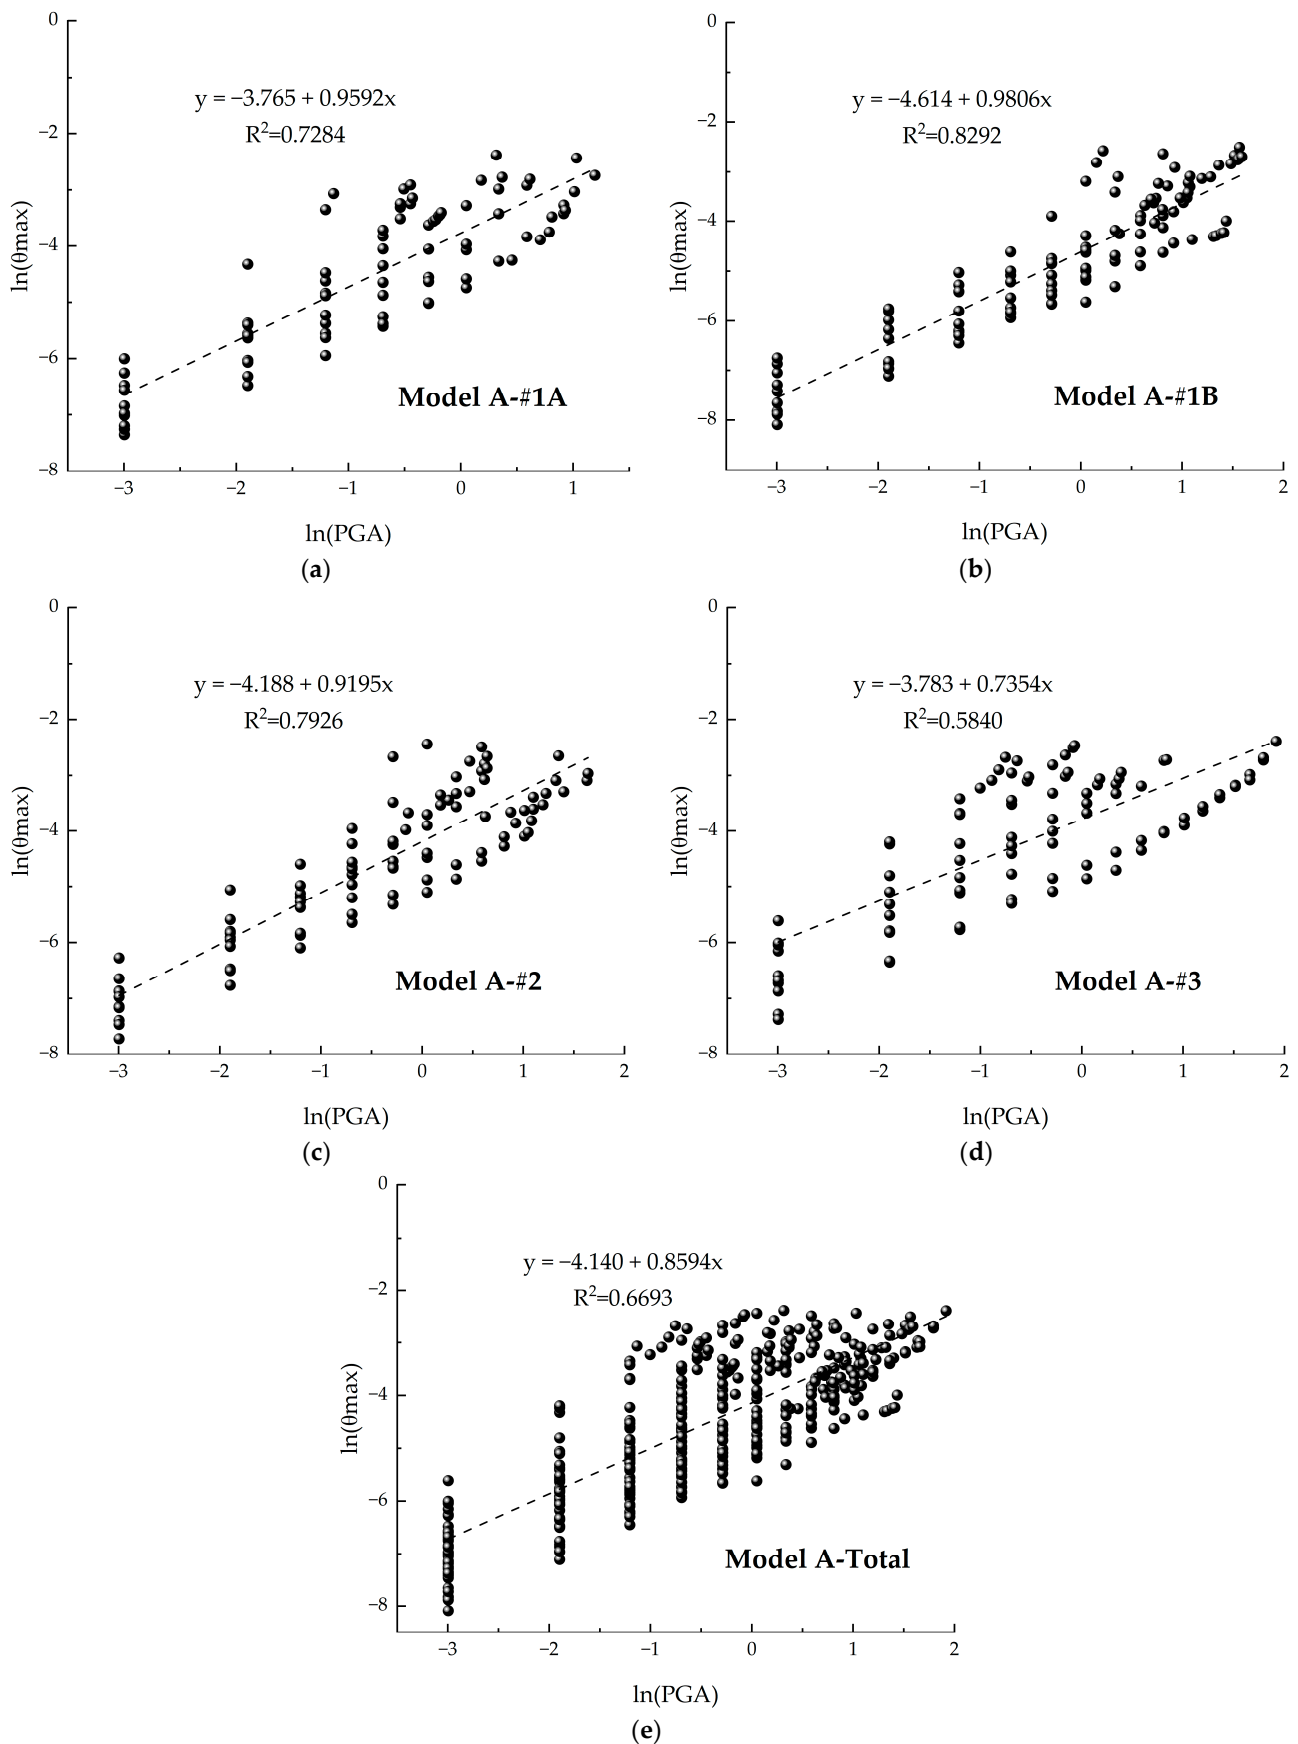 y = −3.765 + 0.9592x
R²=0.7284
Model A-#1A
ln(θmax)
0
−2
−4
−6
−8
−3
−2
−1
0
1
ln(PGA)
(a)
y = −4.614 + 0.9806x
R²=0.8292
Model A-#1B
ln(θmax)
0
−2
−4
−6
−8
−3
−2
−1
0
1
2
ln(PGA)
(b)
y = −4.188 + 0.9195x
R²=0.7926
Model A-#2
ln(θmax)
0
−2
−4
−6
−8
−3
−2
−1
0
1
2
ln(PGA)
(c)
y = −3.783 + 0.7354x
R²=0.5840
Model A-#3
ln(θmax)
0
−2
−4
−6
−8
−3
−2
−1
0
1
2
ln(PGA)
(d)
y = −4.140 + 0.8594x
R²=0.6693
Model A-Total
ln(θmax)
0
−2
−4
−6
−8
−3
−2
−1
0
1
2
ln(PGA)
(e)